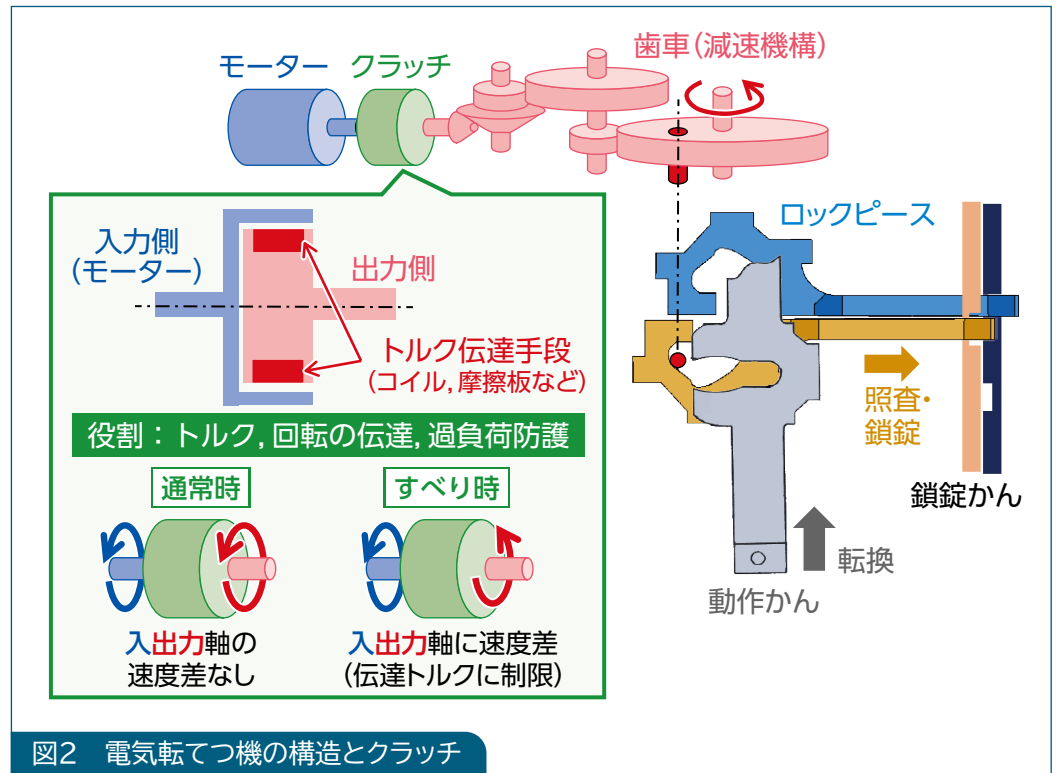 歯車(減速機構)
モーター
クラッチ
ロックピース
入力側
(モーター)
出力側
トルク伝達手段
(コイル,摩擦板など)
照査・
鎖錠
役割:トルク,回転の伝達,過負荷防護
鎖錠かん
通常時
すべり時
転換
動作かん
入出力軸の
速度差なし
入出力軸に速度差
(伝達トルクに制限)
図2 電気転てつ機の構造とクラッチ